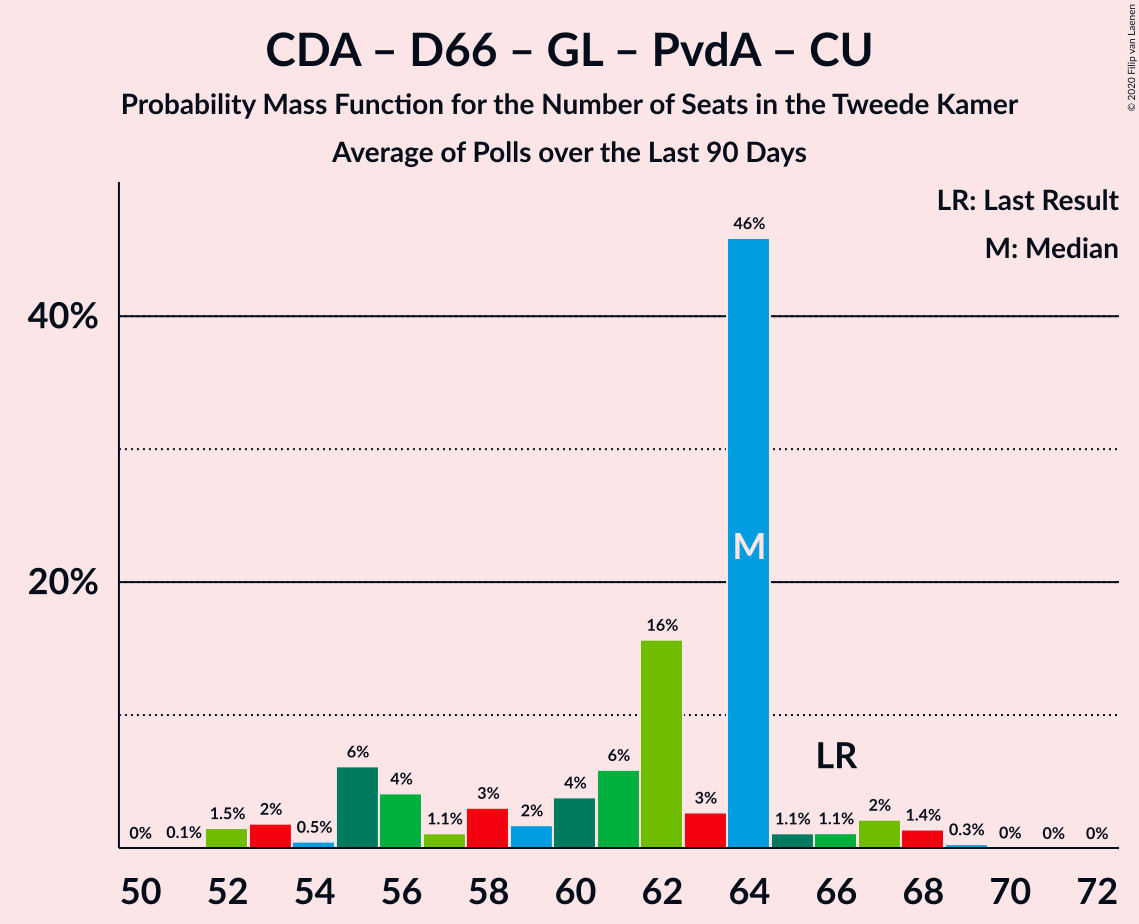 CDA – D66 – GL – PvdA – CU
Probability Mass Function for the Number of Seats in the Tweede Kamer
Average of Polls over the Last 90 Days
© 2020 Filip van Laenen
LR: Last Result
M: Median
40%
20%
0%
0.1%
1.5%
2%
0.5%
6%
4%
1.1%
3%
2%
4%
6%
16%
3%
46%
1.1%
1.1%
2%
1.4%
0.3%
0%
0%
0%
M
LR
50 52 54 56 58 60 62 64 66 68 70 72